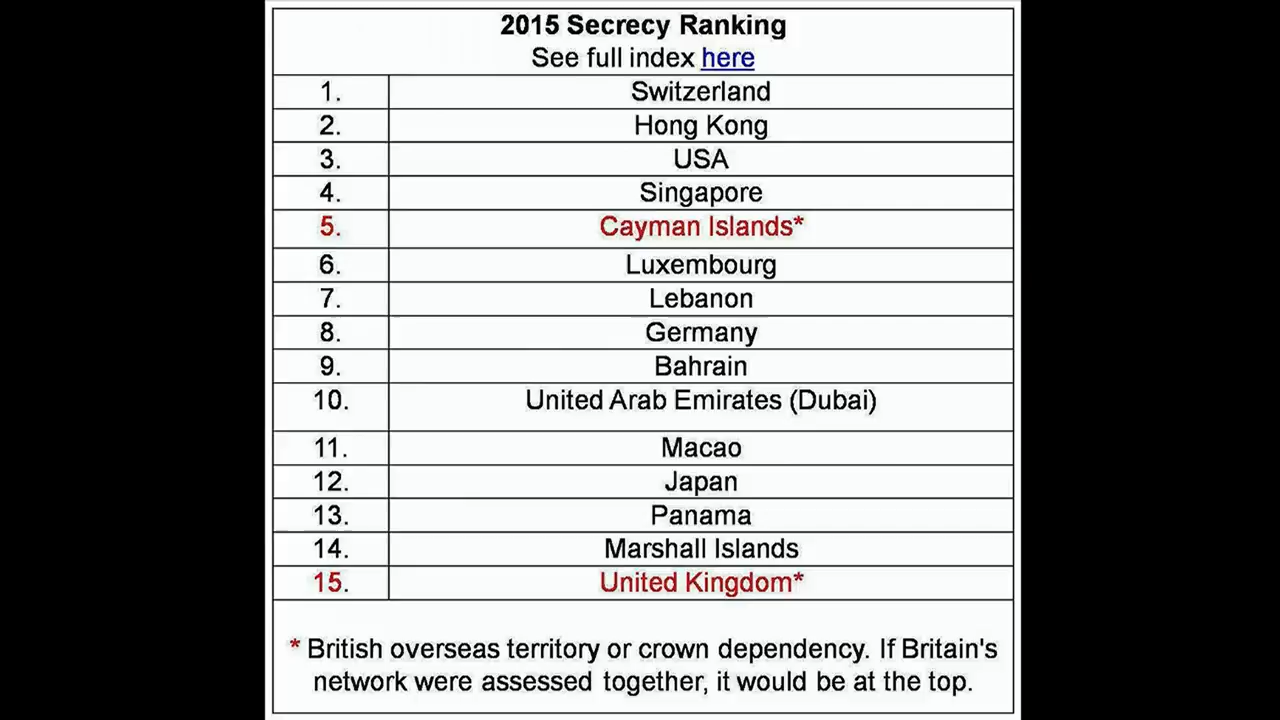 2015 Secrecy Ranking
See full index here
1. Switzerland
2. Hong Kong
3. USA
4. Singapore
5. Cayman Islands*
6. Luxembourg
7. Lebanon
8. Germany
9. Bahrain
10. United Arab Emirates (Dubai)
11. Macao
12. Japan
13. Panama
14. Marshall Islands
15. United Kingdom*
* British overseas territory or crown dependency. If Britain's
network were assessed together, it would be at the top.